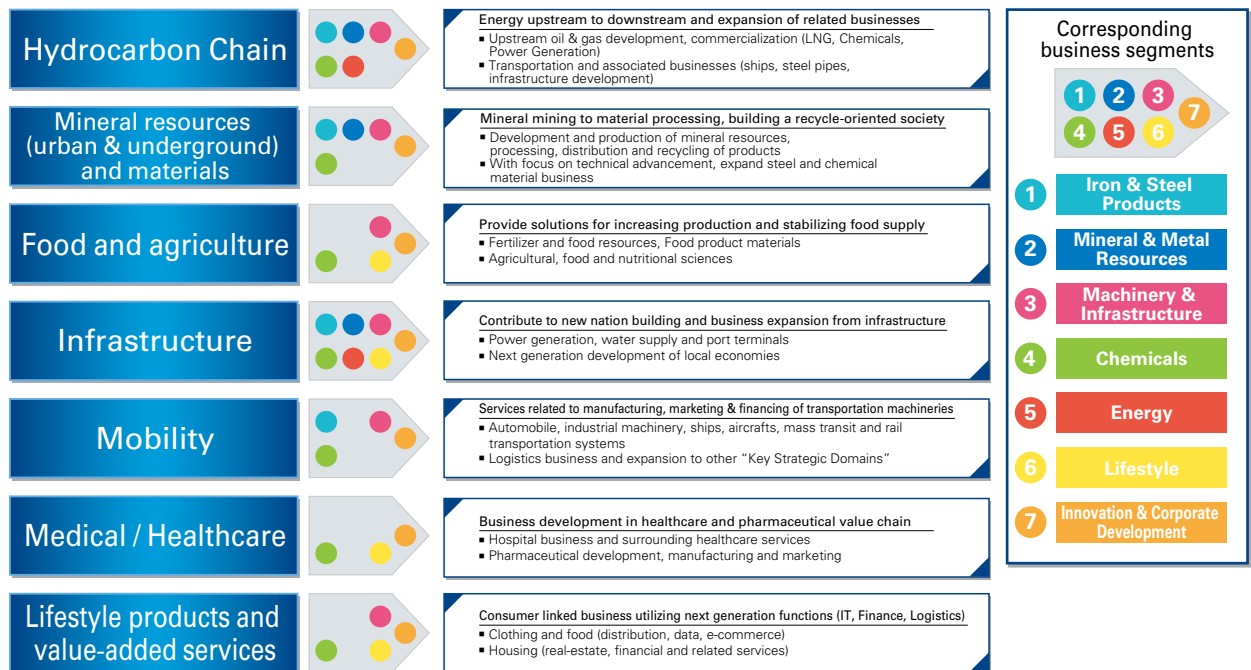 Hydrocarbon Chain
Energy upstream to downstream and expansion of related businesses
▪ Upstream oil & gas development, commercialization (LNG, Chemicals,
Power Generation)
▪ Transportation and associated businesses (ships, steel pipes,
infrastructure development)
Mineral resources
(urban & underground)
and materials
Mineral mining to material processing, building a recycle-oriented society
▪ Development and production of mineral resources,
processing, distribution and recycling of products
▪ With focus on technical advancement, expand steel and chemical
material business
Food and agriculture
Provide solutions for increasing production and stabilizing food supply
▪ Fertilizer and food resources, Food product materials
▪ Agricultural, food and nutritional sciences
Infrastructure
Contribute to new nation building and business expansion from infrastructure
▪ Power generation, water supply and port terminals
▪ Next generation development of local economies
Mobility
Services related to manufacturing, marketing & financing of transportation machineries
▪ Automobile, industrial machinery, ships, aircrafts, mass transit and rail
transportation systems
▪ Logistics business and expansion to other “Key Strategic Domains”
Medical / Healthcare
Business development in healthcare and pharmaceutical value chain
▪ Hospital business and surrounding healthcare services
▪ Pharmaceutical development, manufacturing and marketing
Lifestyle products and
value-added services
Consumer linked business utilizing next generation functions (IT, Finance, Logistics)
▪ Clothing and food (distribution, data, e-commerce)
▪ Housing (real-estate, financial and related services)
Corresponding
business segments
1 2 3
7
4 5 6
1 Iron & Steel
Products
2 Mineral & Metal
Resources
3 Machinery &
Infrastructure
4 Chemicals
5 Energy
6 Lifestyle
7 Innovation & Corporate
Development